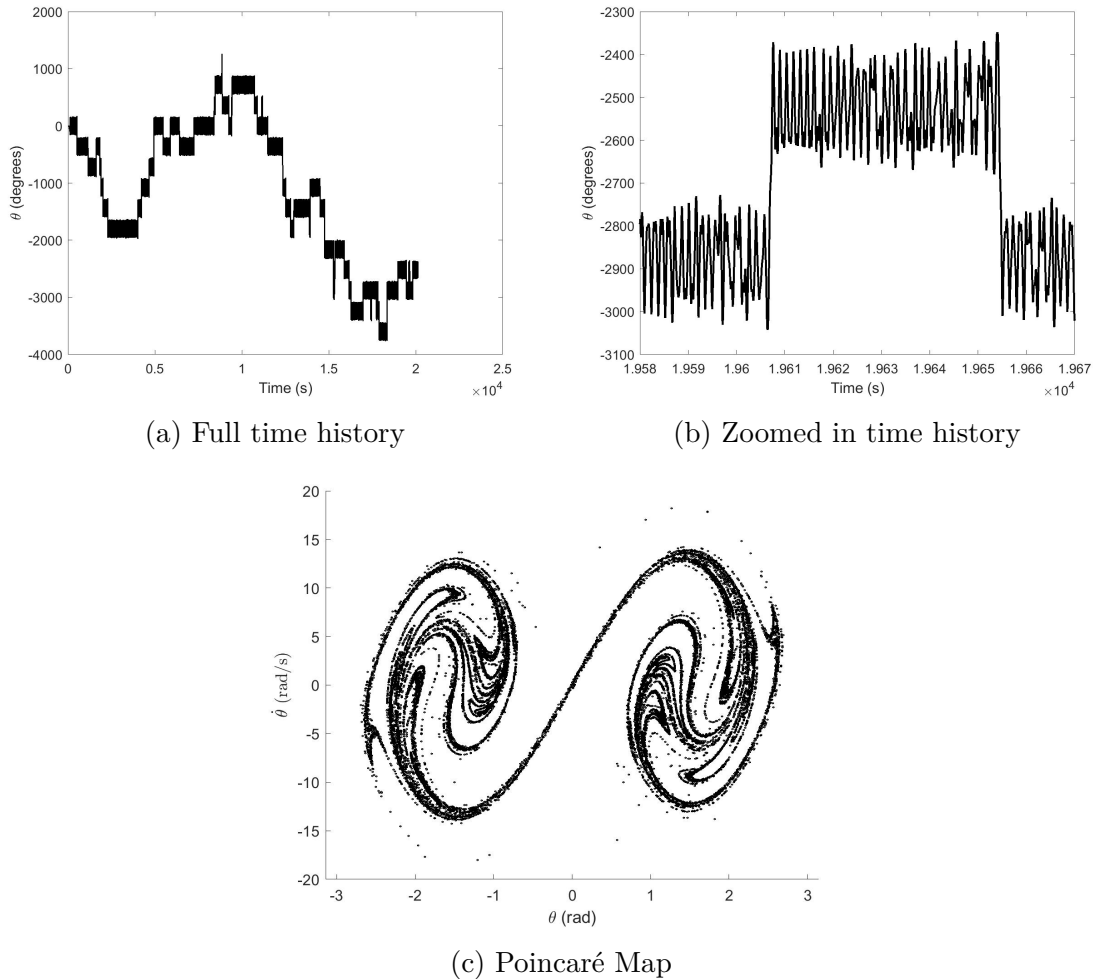 2000
1000
0
-1000
-2000
-3000
-4000
θ (degrees)
0 0.5 1 1.5 2 2.5
Time (s)
×10⁴
(a) Full time history
-2300
-2400
-2500
-2600
-2700
-2800
-2900
-3000
-3100
θ (degrees)
1.958 1.959 1.96 1.961 1.962 1.963 1.964 1.965 1.966 1.967
Time (s)
×10⁴
(b) Zoomed in time history
20
15
10
5
0
-5
-10
-15
-20
θ̇ (rad/s)
-3 -2 -1 0 1 2 3
θ (rad)
(c) Poincaré Map